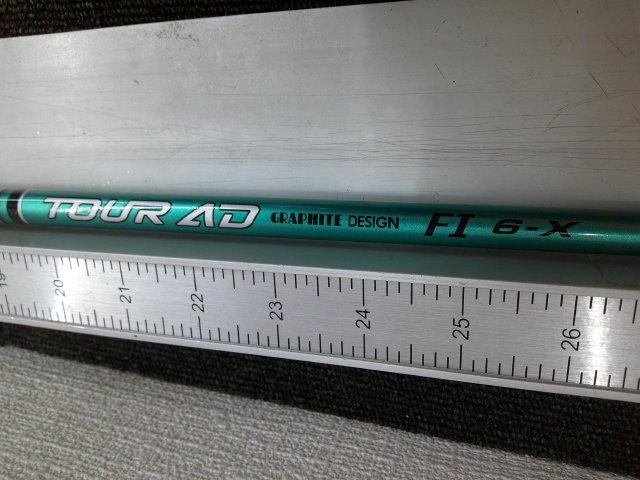 TOUR AD GRAPHITE DESIGN FI 6-X
19 20 21 22 23 24 25 26